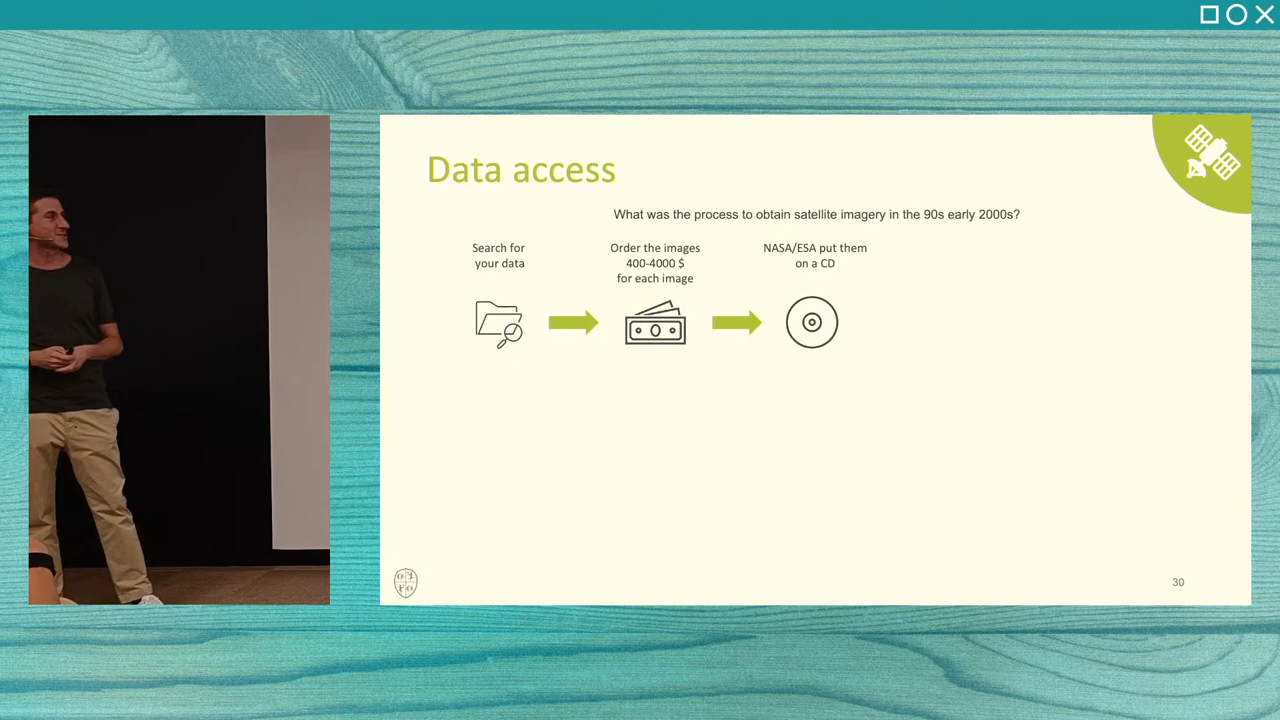 Data access
What was the process to obtain satellite imagery in the 90s early 2000s?
Search for
your data
Order the images
400-4000 $
for each image
NASA/ESA put them
on a CD
30